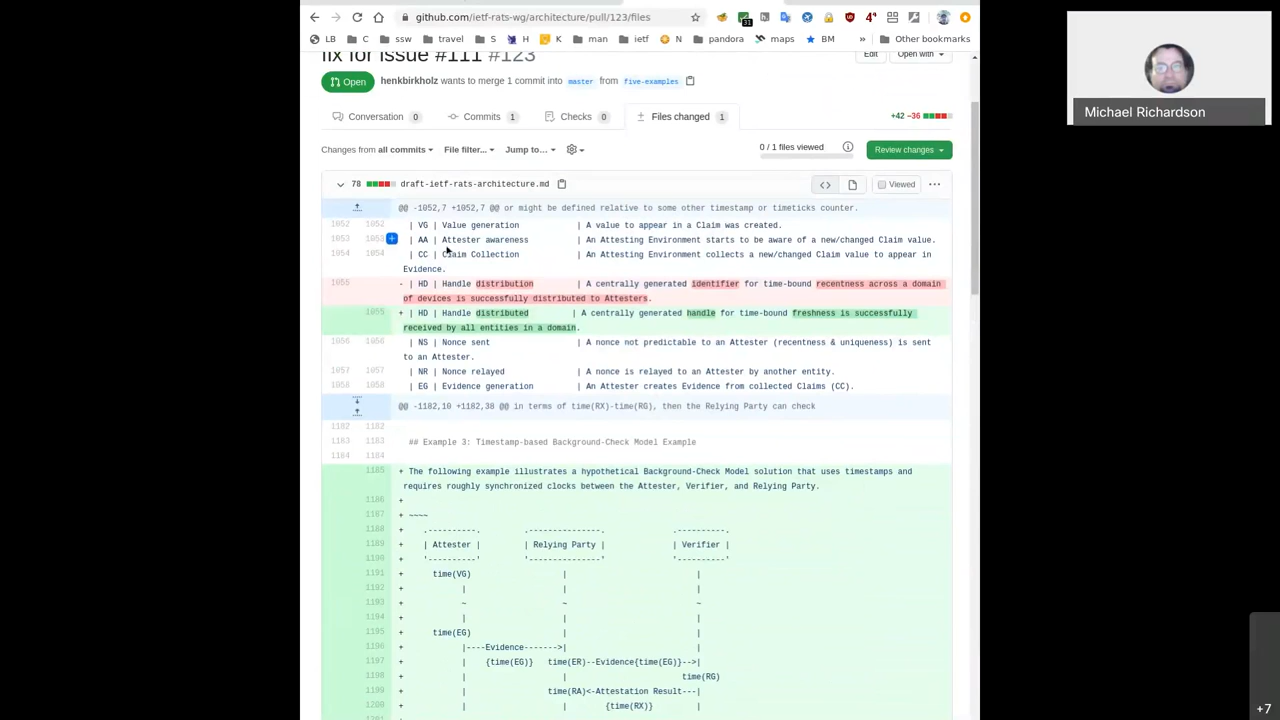 github.com/ietf-rats-wg/architecture/pull/123/files
LB C ssw travel S H K man ietf N pandora maps BM » Other bookmarks
fix for issue #111 #123
Edit Open with
Open henkbirkholz wants to merge 1 commit into master from five-examples
Conversation 0 Commits 1 Checks 0 Files changed 1 +42 −36
Changes from all commits File filter... Jump to... 0 / 1 files viewed Review changes
78 draft-ietf-rats-architecture.md Viewed
@@ -1052,7 +1052,7 @@ or might be defined relative to some other timestamp or timeticks counter.
1052 1052 | VG | Value generation | A value to appear in a Claim was created.
1053 1053 | AA | Attester awareness | An Attesting Environment starts to be aware of a new/changed Claim value.
1054 1054 | CC | Claim Collection | An Attesting Environment collects a new/changed Claim value to appear in
Evidence.
1055 - | HD | Handle distribution | A centrally generated identifier for time-bound recentness across a domain
of devices is successfully distributed to Attesters.
1055 + | HD | Handle distributed | A centrally generated handle for time-bound freshness is successfully
received by all entities in a domain.
1056 1056 | NS | Nonce sent | A nonce not predictable to an Attester (recentness & uniqueness) is sent
to an Attester.
1057 1057 | NR | Nonce relayed | A nonce is relayed to an Attester by another entity.
1058 1058 | EG | Evidence generation | An Attester creates Evidence from collected Claims (CC).
@@ -1182,10 +1182,38 @@ in terms of time(RX)-time(RG), then the Relying Party can check
1182 1182
1183 1183 ## Example 3: Timestamp-based Background-Check Model Example
1184 1184
1185 + The following example illustrates a hypothetical Background-Check Model solution that uses timestamps and
requires roughly synchronized clocks between the Attester, Verifier, and Relying Party.
1186 +
1187 + ~~~~
1188 + .----------. .---------------. .----------.
1189 + | Attester | | Relying Party | | Verifier |
1190 + '----------' '---------------' '----------'
1191 + time(VG) | |
1192 + | | |
1193 + ~ ~ ~
1194 + | | |
1195 + time(EG) | |
1196 + |----Evidence------->| |
1197 + | {time(EG)} time(ER)--Evidence{time(EG)}-->|
1198 + | | time(RG)
1199 + | time(RA)<-Attestation Result---|
1200 + | | {time(RX)} |
Michael Richardson
+7
31